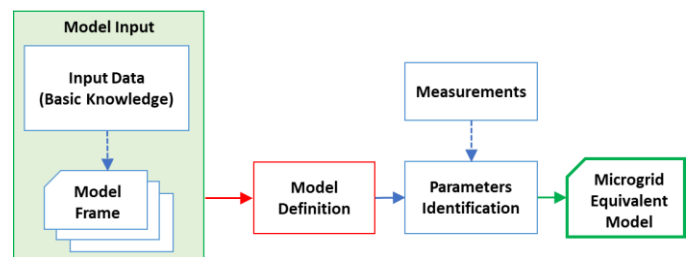 Model Input
Input Data
(Basic Knowledge)
Model
Frame
Model
Definition
Measurements
Parameters
Identification
Microgrid
Equivalent
Model